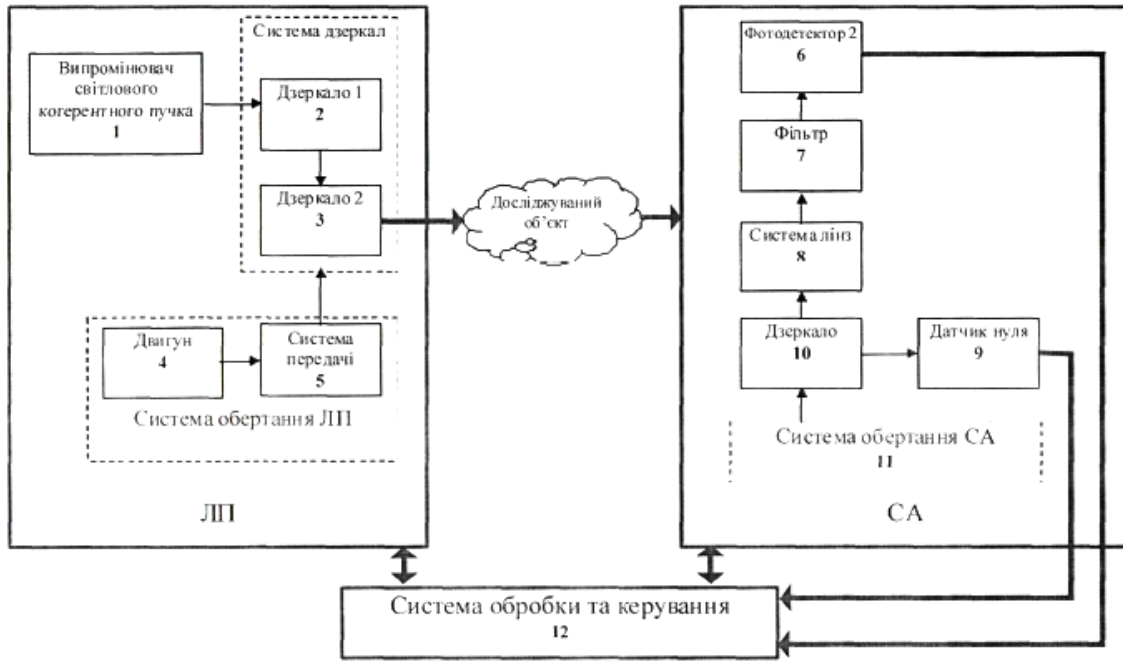 Система дзеркал
Випромінювач
світлового
когерентного пучка
1
Дзеркало 1
2
Дзеркало 2
3
Двигун
4
Система
передачі
5
Система обертання ЛП
ЛП
Досліджуваний
об’єкт
Фотодетектор 2
6
Фільтр
7
Система лінз
8
Дзеркало
10
Датчик нуля
9
Система обертання СА
11
СА
Система обробки та керування
12